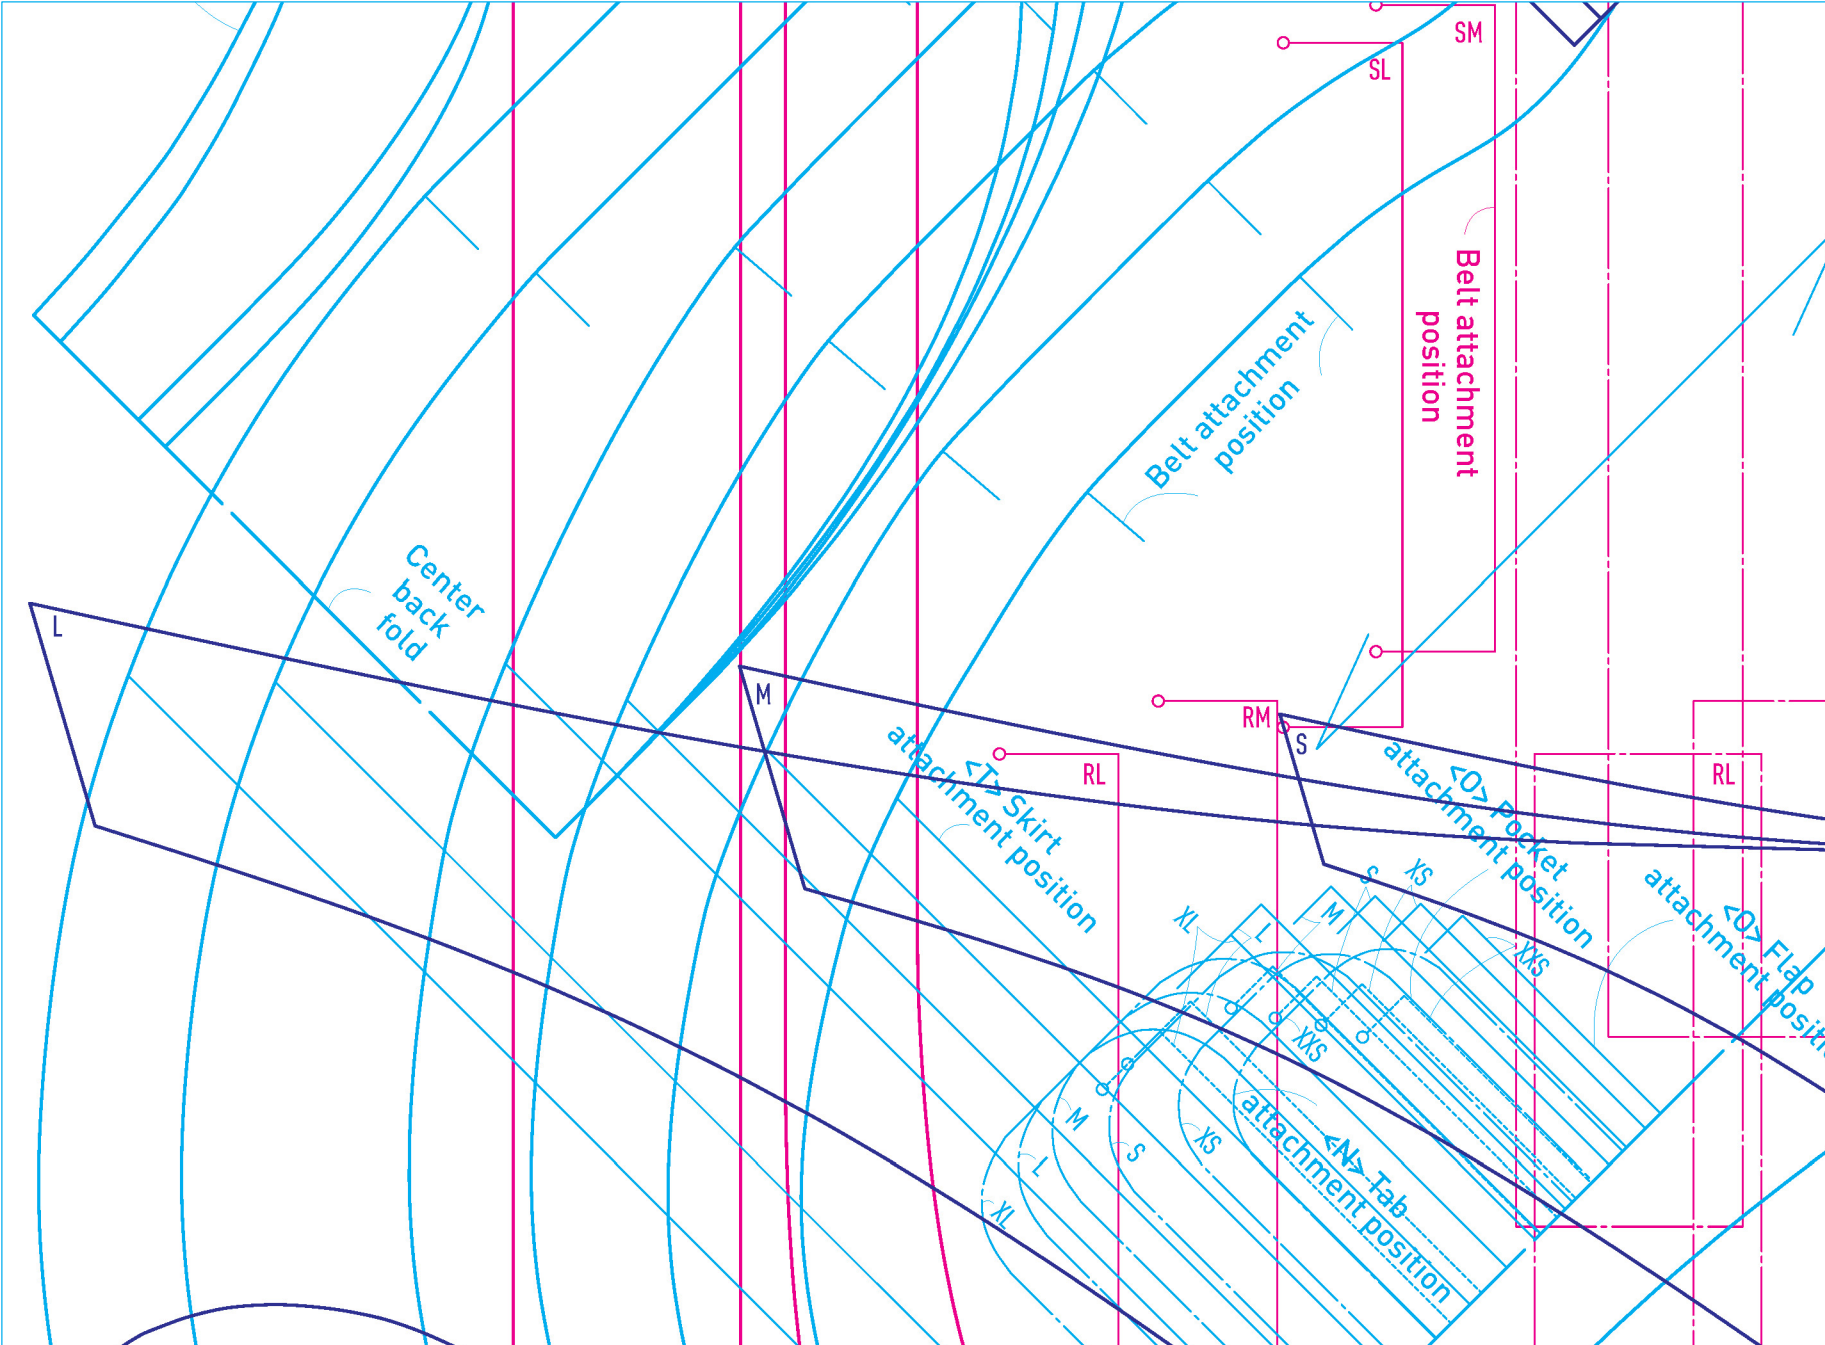 SM
SL
Belt attachment
position
Belt attachment
position
Center
back
fold
L
M
S
RM
RL
RL
<T> Skirt
attachment position
<O> Pocket
attachment position
<O> Flap
attachment positi
XL
L
M
S
XS
XXS
XXS
M
S
XS
L
XL
<N> Tab
attachment position